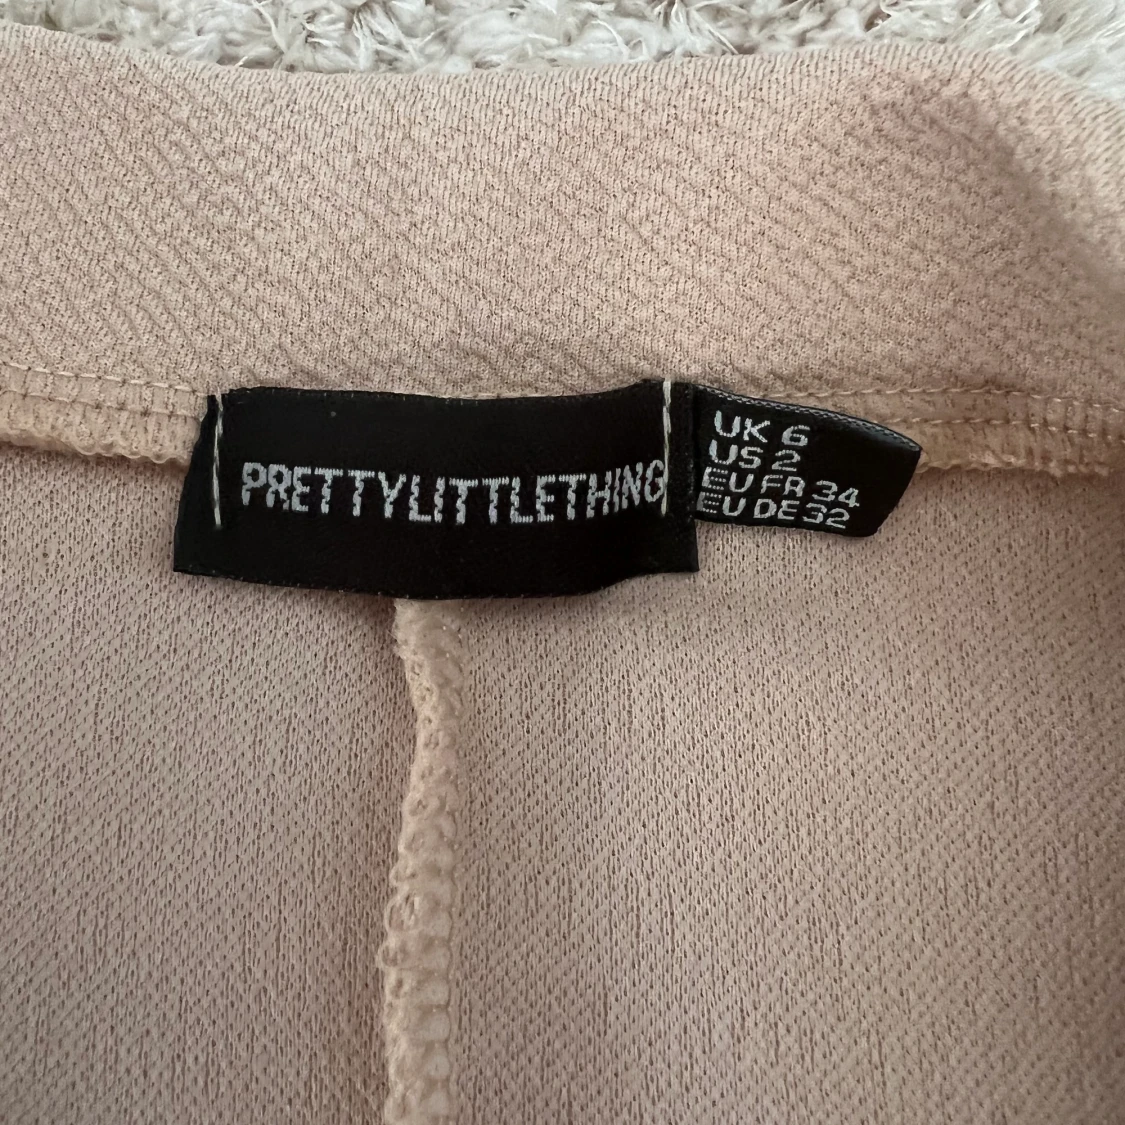 PRETTYLITTLETHING
UK 6
US 2
EU FR 34
EU DE 32